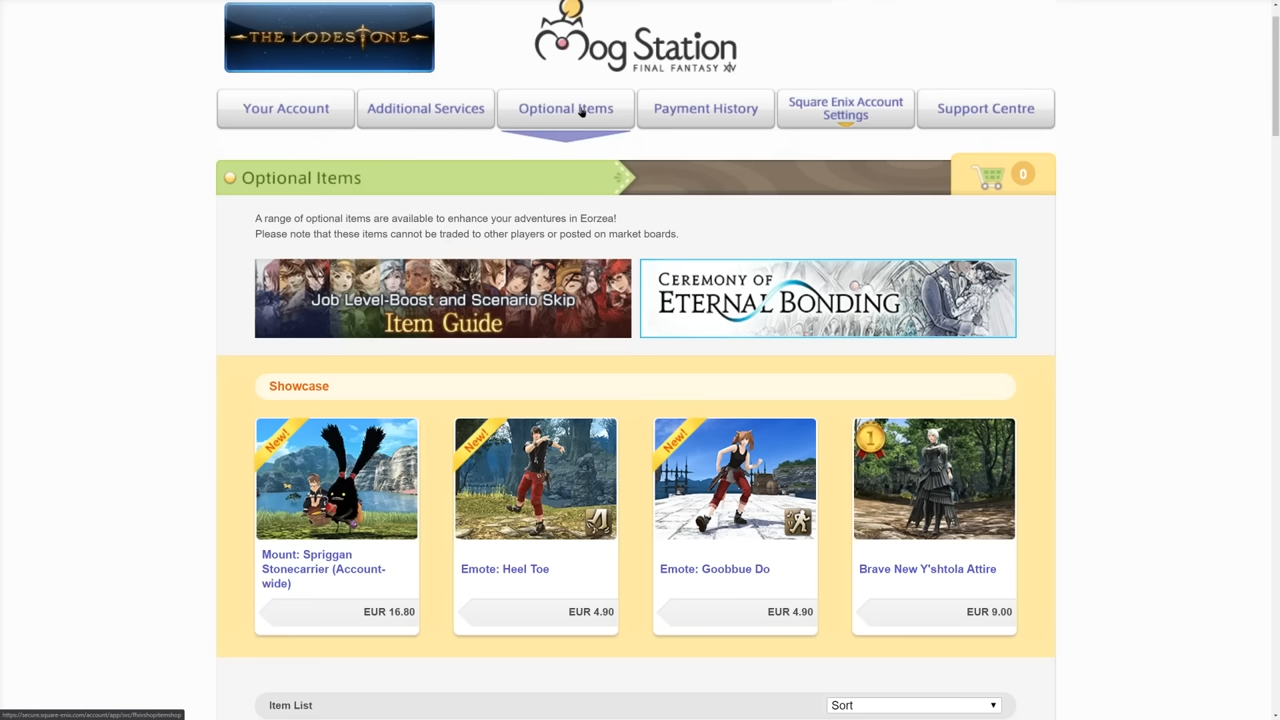 THE LODESTONE
Mog Station
FINAL FANTASY XIV
Your Account
Additional Services
Optional Items
Payment History
Square Enix Account
Settings
Support Centre
Optional Items
0
A range of optional items are available to enhance your adventures in Eorzea!
Please note that these items cannot be traded to other players or posted on market boards.
Job Level-Boost and Scenario Skip
Item Guide
CEREMONY OF
ETERNAL BONDING
Showcase
New!
New!
New!
1
Mount: Spriggan
Stonecarrier (Account-
wide)
Emote: Heel Toe
Emote: Goobbue Do
Brave New Y'shtola Attire
EUR 16.80
EUR 4.90
EUR 4.90
EUR 9.00
Item List
Sort